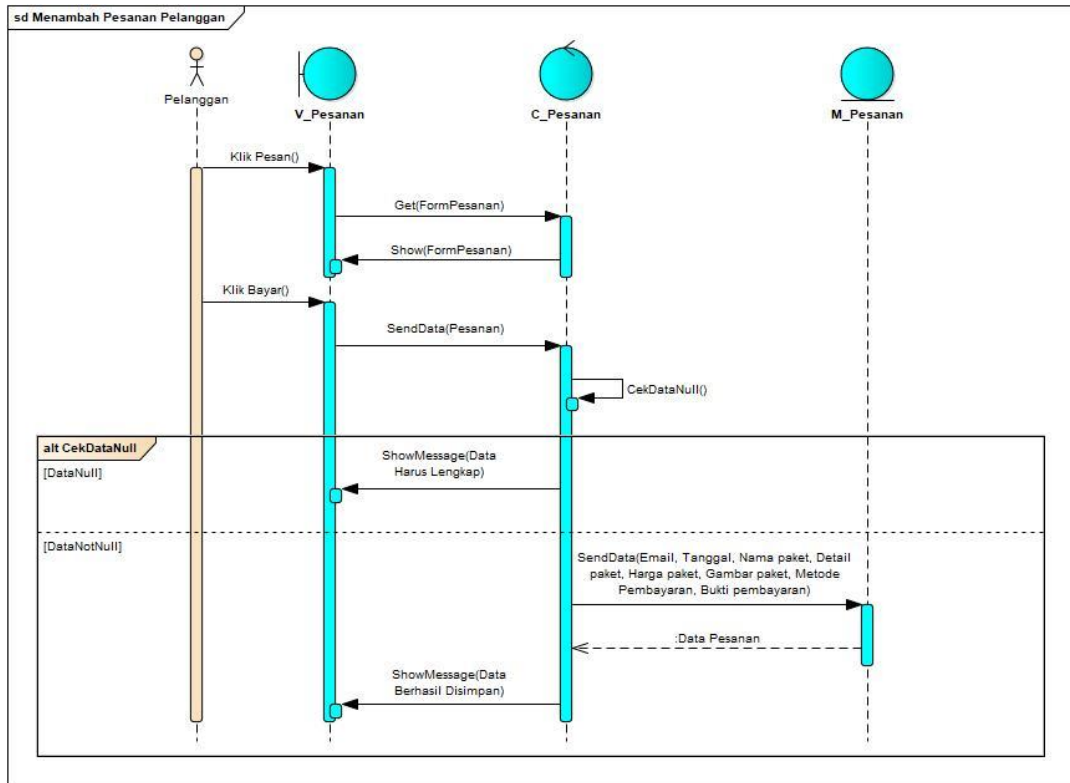 sd Menambah Pesanan Pelanggan
Pelanggan
V_Pesanan
C_Pesanan
M_Pesanan
Klik Pesan()
Get(FormPesanan)
Show(FormPesanan)
Klik Bayar()
SendData(Pesanan)
CekDataNull()
alt CekDataNull
[DataNull]
ShowMessage(Data
Harus Lengkap)
[DataNotNull]
SendData(Email, Tanggal, Nama paket, Detail
paket, Harga paket, Gambar paket, Metode
Pembayaran, Bukti pembayaran)
:Data Pesanan
ShowMessage(Data
Berhasil Disimpan)